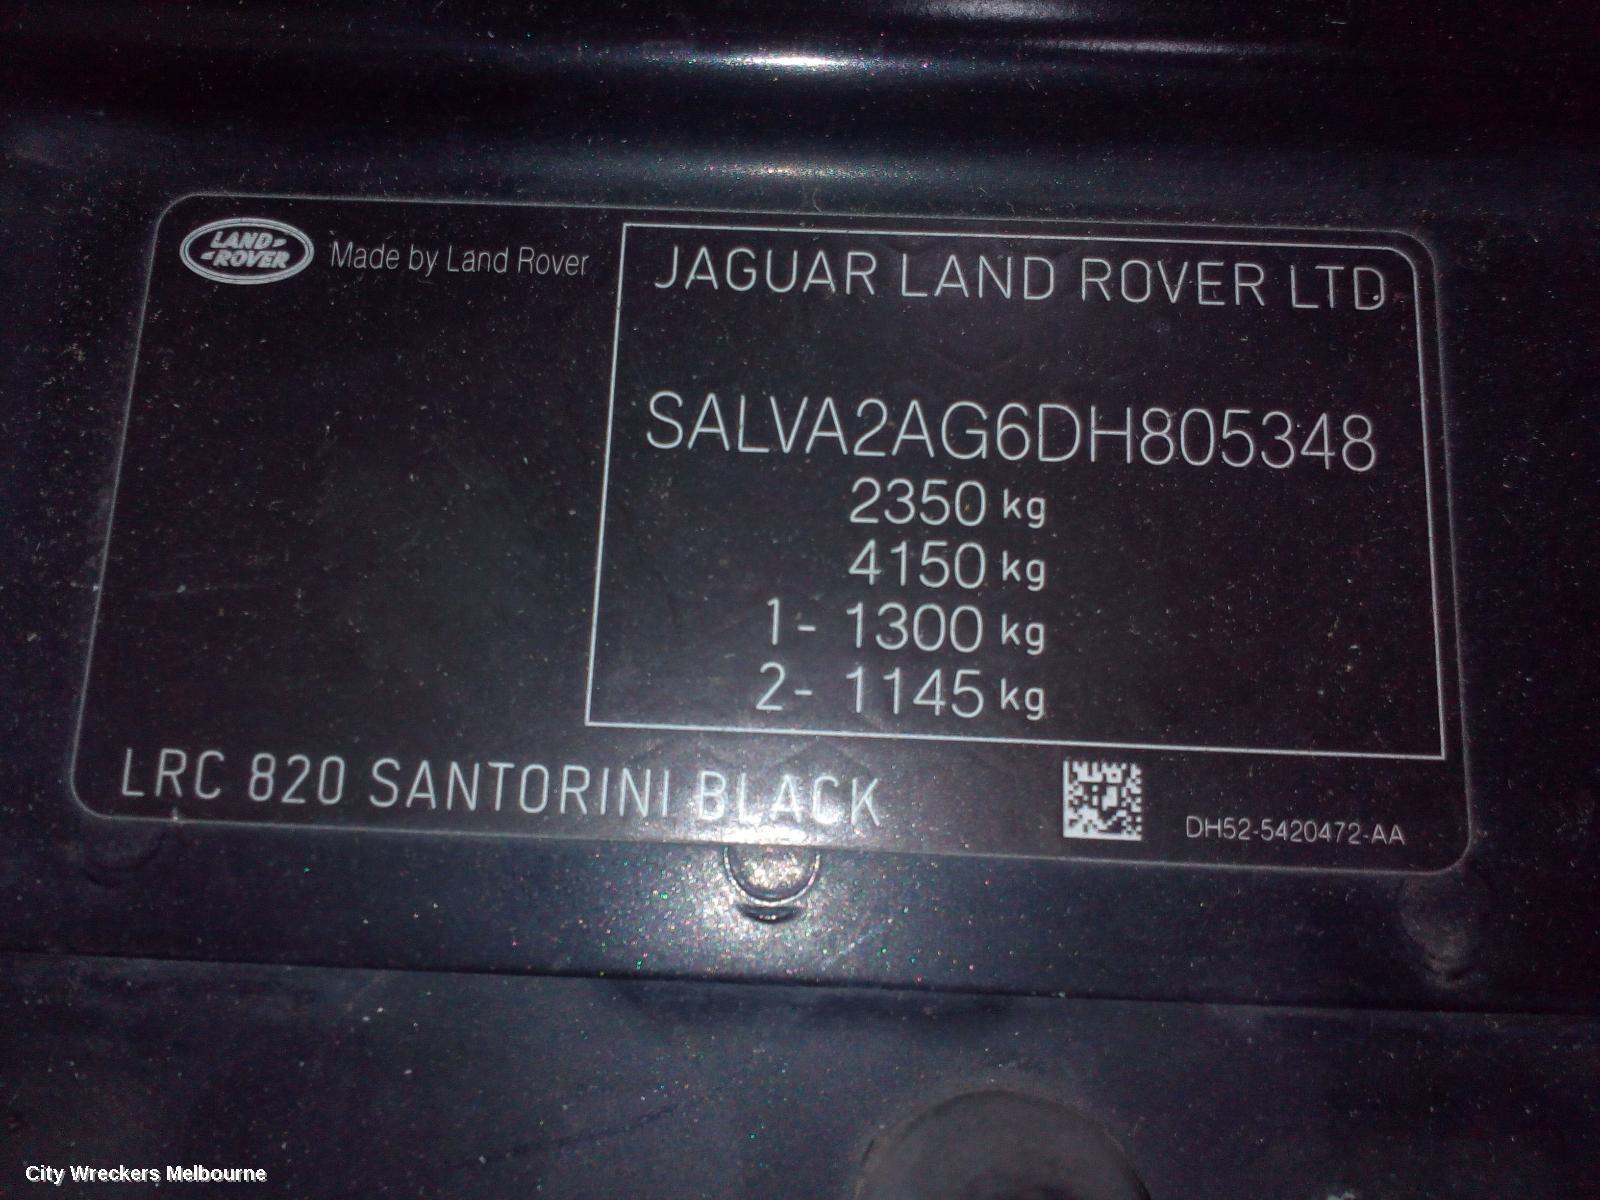 LAND-
-ROVER
Made by Land Rover
JAGUAR LAND ROVER LTD
SALVA2AG6DH805348
2350 kg
4150 kg
1- 1300 kg
2- 1145 kg
LRC 820 SANTORINI BLACK
DH52-5420472-AA
City Wreckers Melbourne